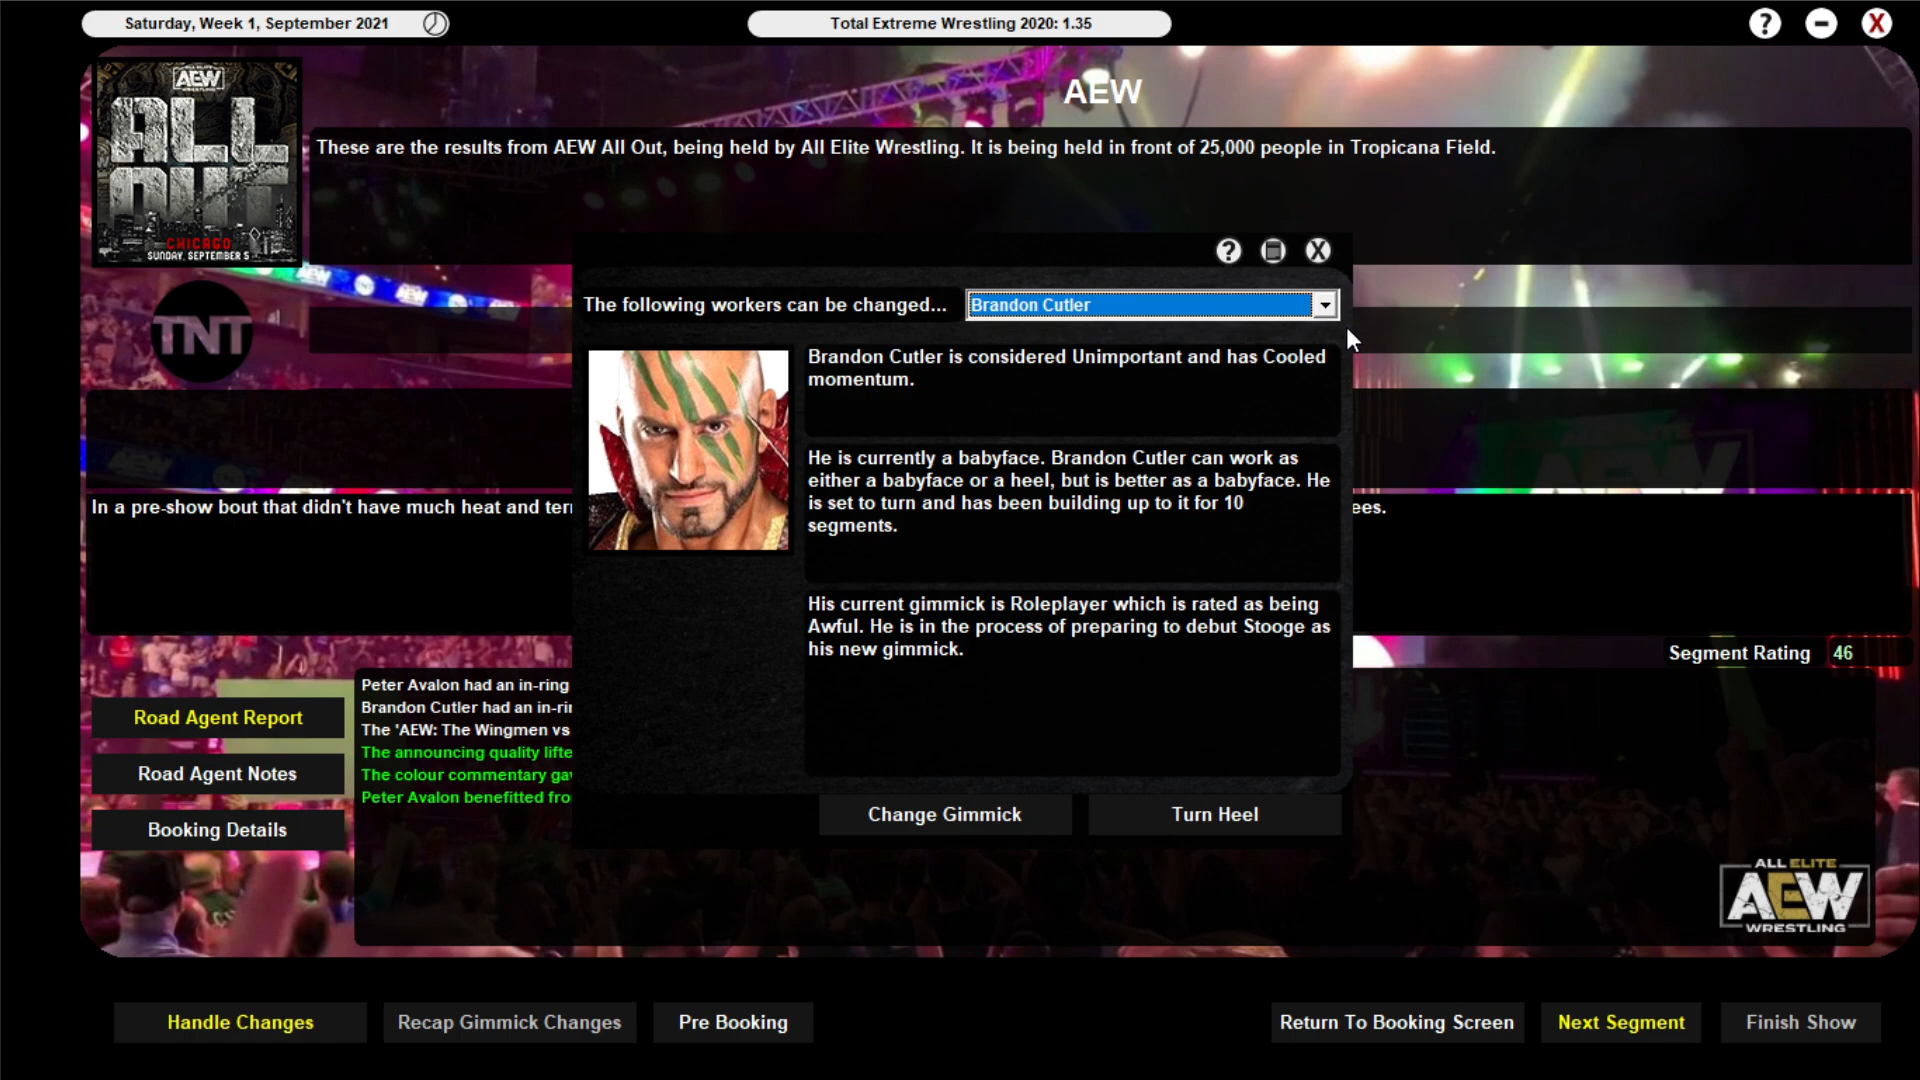 Saturday, Week 1, September 2021
Total Extreme Wrestling 2020: 1.35
?
X
ALL ELITE
AEW
ALL
OUT
CHICAGO
SUNDAY, SEPTEMBER 5
AEW
These are the results from AEW All Out, being held by All Elite Wrestling. It is being held in front of 25,000 people in Tropicana Field.
TNT
? X
The following workers can be changed... Brandon Cutler
Brandon Cutler is considered Unimportant and has Cooled
momentum.
He is currently a babyface. Brandon Cutler can work as
either a babyface or a heel, but is better as a babyface. He
is set to turn and has been building up to it for 10
segments.
In a pre-show bout that didn't have much heat and terr
ees.
His current gimmick is Roleplayer which is rated as being
Awful. He is in the process of preparing to debut Stooge as
his new gimmick.
Segment Rating 46
Road Agent Report
Road Agent Notes
Booking Details
Peter Avalon had an in-ring
Brandon Cutler had an in-rin
The 'AEW: The Wingmen vs
The announcing quality lifte
The colour commentary gav
Peter Avalon benefitted fro
Change Gimmick
Turn Heel
ALL ELITE
AEW
WRESTLING
Handle Changes
Recap Gimmick Changes
Pre Booking
Return To Booking Screen
Next Segment
Finish Show